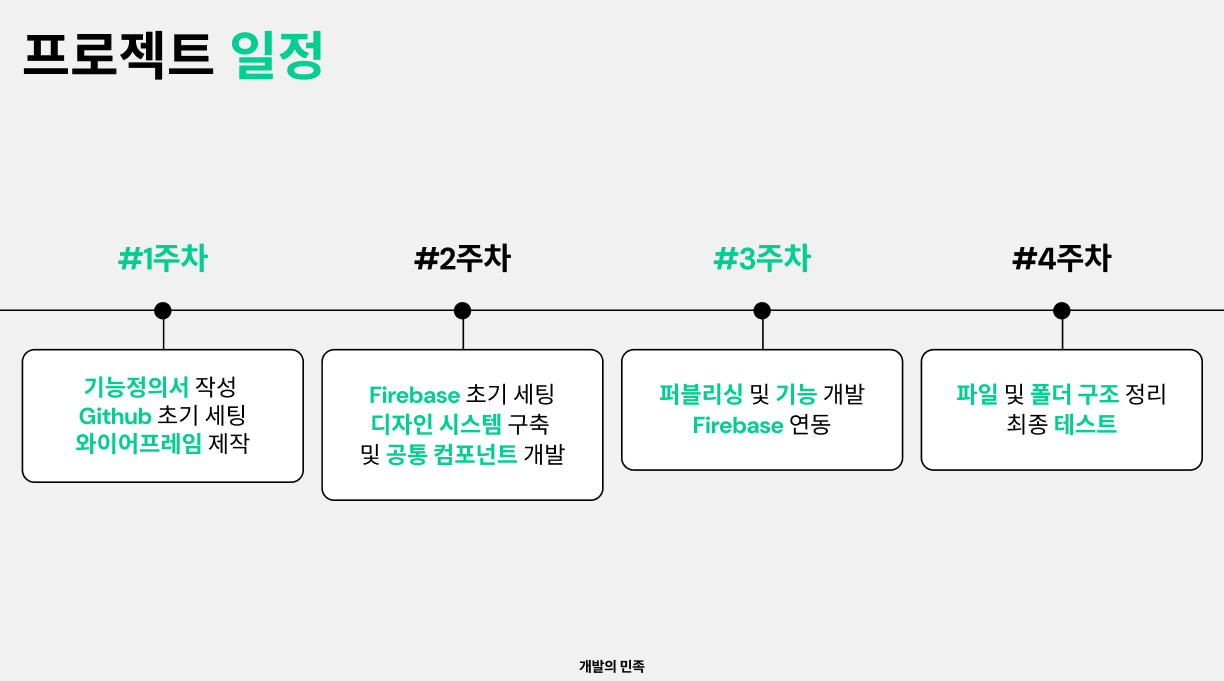 프로젝트 일정
#1주차
#2주차
#3주차
#4주차
기능정의서 작성
Github 초기 세팅
와이어프레임 제작
Firebase 초기 세팅
디자인 시스템 구축
및 공통 컴포넌트 개발
퍼블리싱 및 기능 개발
Firebase 연동
파일 및 폴더 구조 정리
최종 테스트
개발의 민족